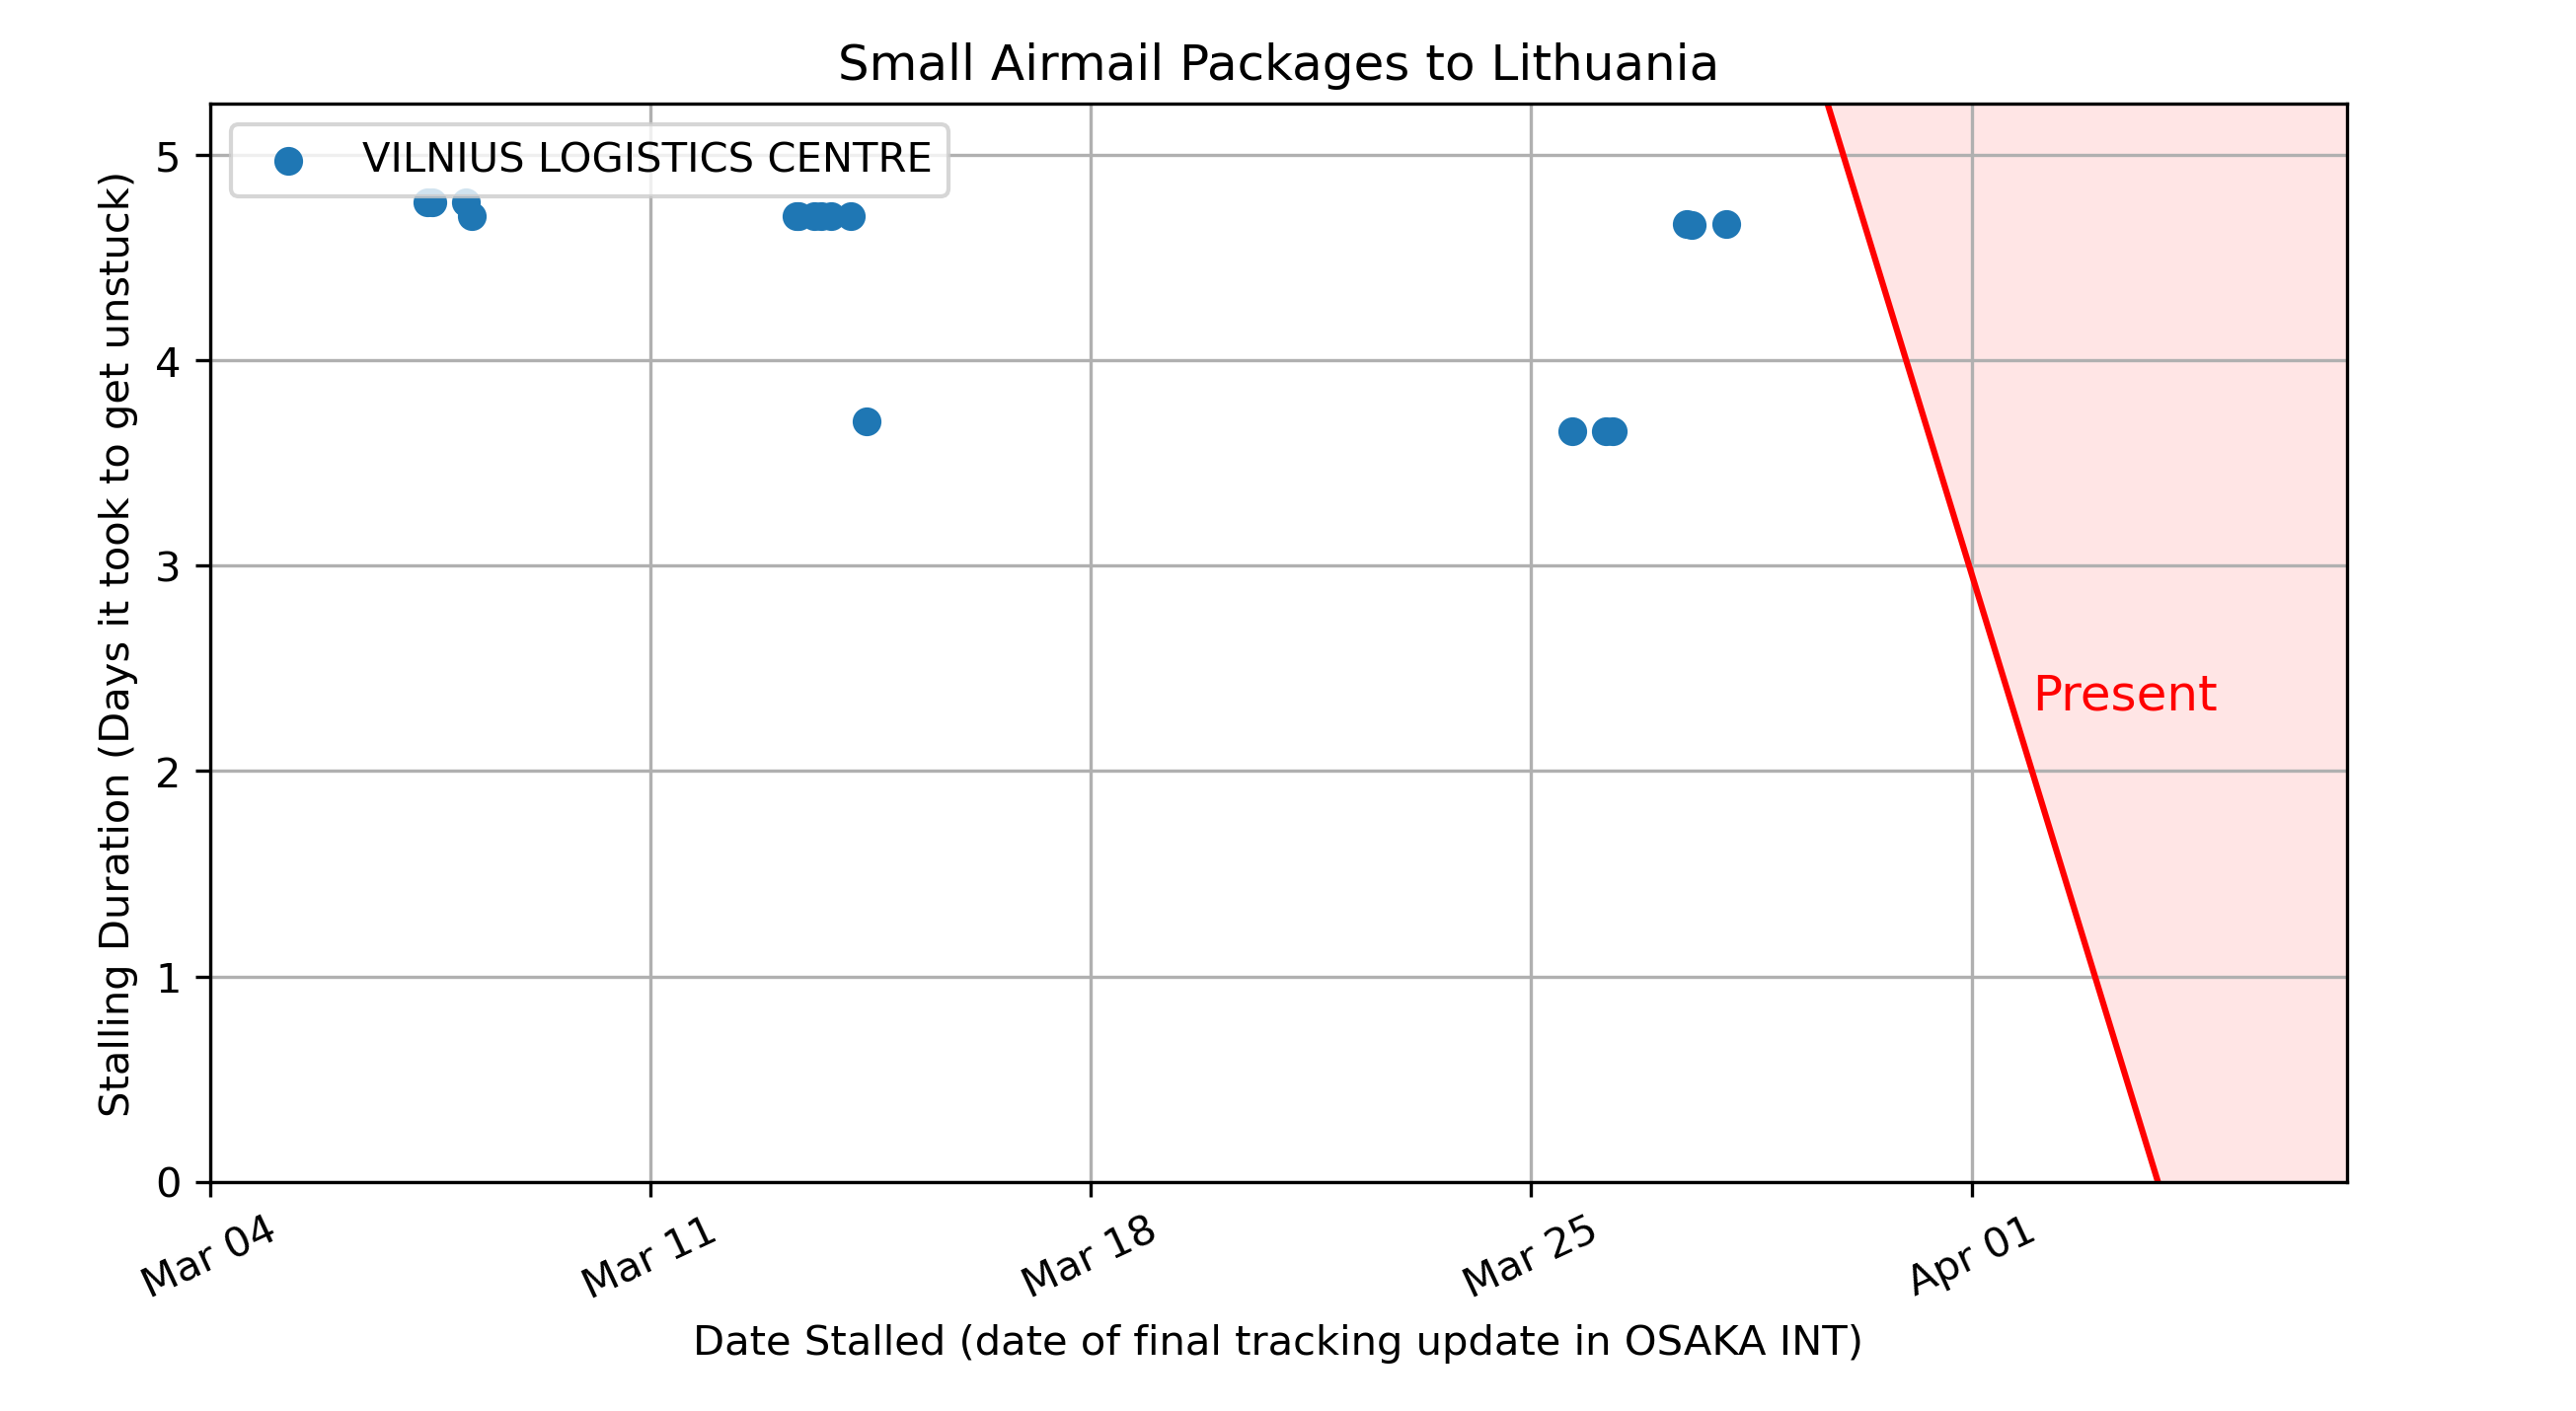 Small Airmail Packages to Lithuania
VILNIUS LOGISTICS CENTRE
Stalling Duration (Days it took to get unstuck)
5
4
3
2
1
0
Present
Mar 04
Mar 11
Mar 18
Mar 25
Apr 01
Date Stalled (date of final tracking update in OSAKA INT)